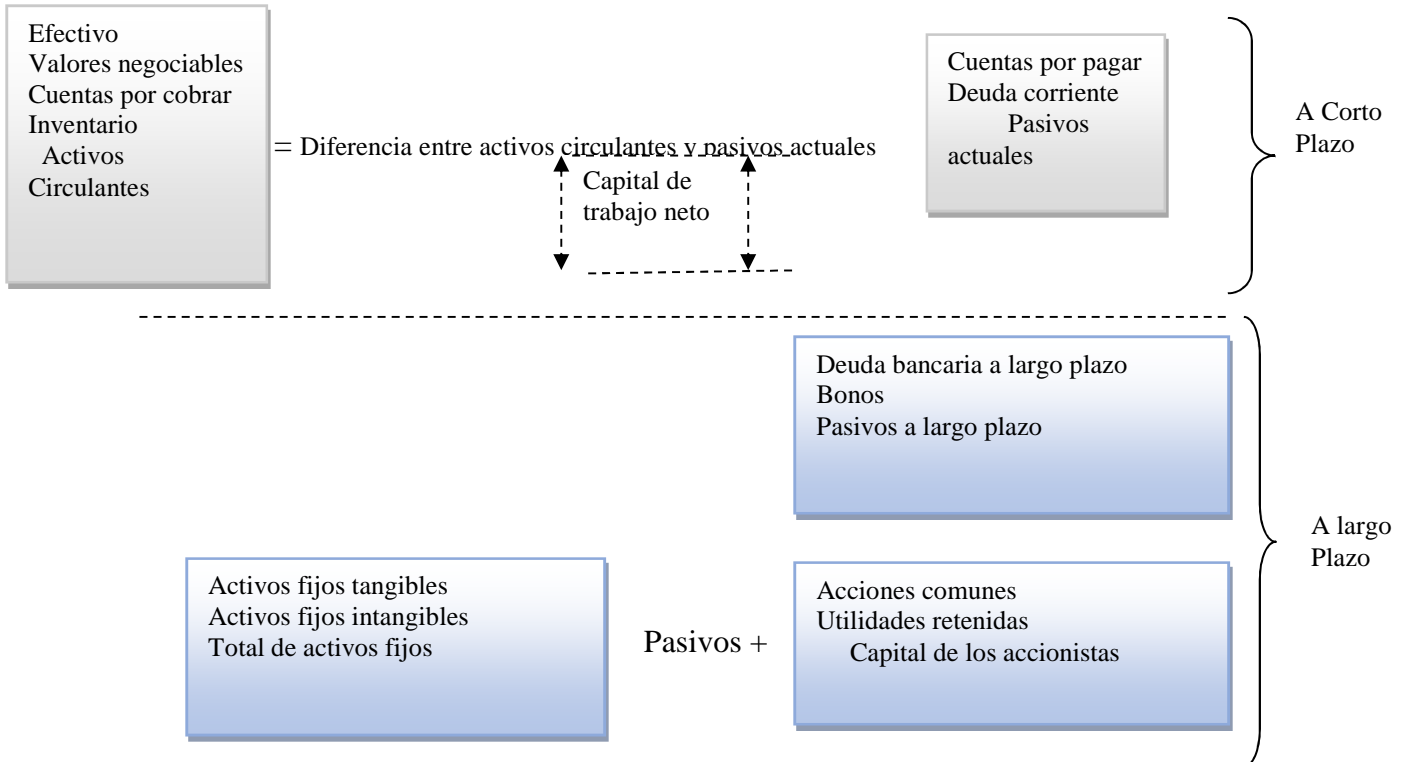 Efectivo
Valores negociables
Cuentas por cobrar
Inventario
Activos
Circulantes
= Diferencia entre activos circulantes y pasivos actuales
Capital de
trabajo neto
Cuentas por pagar
Deuda corriente
Pasivos
actuales
A Corto
Plazo
Deuda bancaria a largo plazo
Bonos
Pasivos a largo plazo
Activos fijos tangibles
Activos fijos intangibles
Total de activos fijos
Pasivos +
Acciones comunes
Utilidades retenidas
Capital de los accionistas
A largo
Plazo